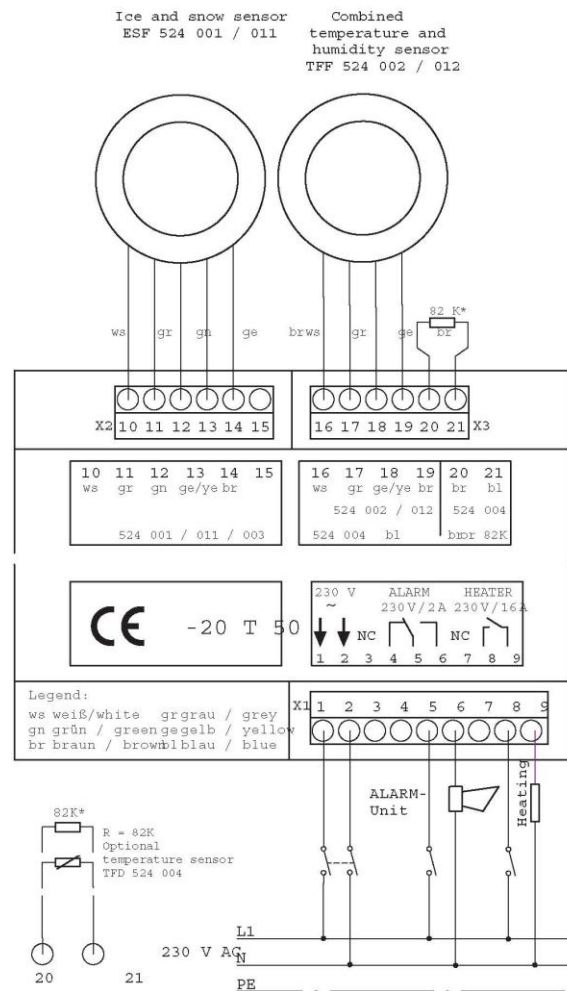 Ice and snow sensor
ESF 524 001 / 011
Combined
temperature and
humidity sensor
TFF 524 002 / 012
ws gr gn ge br ws gr ge br
82 K*
X2 10 11 12 13 14 15
16 17 18 19 20 21 X3
10 11 12 13 14 15
ws gr gn ge/ye br
524 001 / 011 / 003
16 17 18 19 20 21
ws gr ge/ye br br bl
524 002 / 012 524 004
524 004 bl br or 82K
CE -20 T 50
230 V ALARM HEATER
~ 230V/2A 230V/16A
NC NC
1 2 3 4 5 6 7 8 9
Legend:
ws weiß/white gr grau / grey
gn grün / green ge gelb / yellow
br braun / brown bl blau / blue
X1 1 2 3 4 5 6 7 8 9
ALARM-
Unit
Heating
82K*
R = 82K
Optional
temperature sensor
TFD 524 004
20 21
230 V AC
L1
N
PE